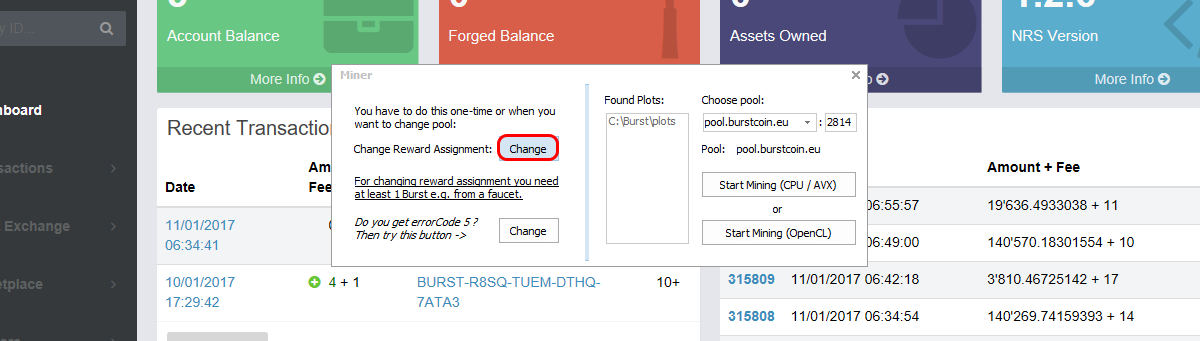 y ID...
Account Balance
More Info
Forged Balance
Assets Owned
NRS Version
More Info
Miner
You have to do this one-time or when you
want to change pool:
Change Reward Assignment: Change
For changing reward assignment you need
at least 1 Burst e.g. from a faucet.
Do you get errorCode 5 ?
Then try this button -> Change
Found Plots:
C:\Burst\plots
Choose pool:
pool.burstcoin.eu : 2814
Pool: pool.burstcoin.eu
Start Mining (CPU / AVX)
or
Start Mining (OpenCL)
nboard
nsactions
Exchange
etplace
Recent Transaction
Date
Am
Fee
11/01/2017
06:34:41
10/01/2017
17:29:42
4 + 1
BURST-R8SQ-TUEM-DTHQ-
7ATA3
10+
Amount + Fee
06:55:57 19'636.4933038 + 11
06:49:00 140'570.18301554 + 10
315809 11/01/2017 06:42:18 3'810.46725142 + 17
315808 11/01/2017 06:34:54 140'269.74159393 + 14